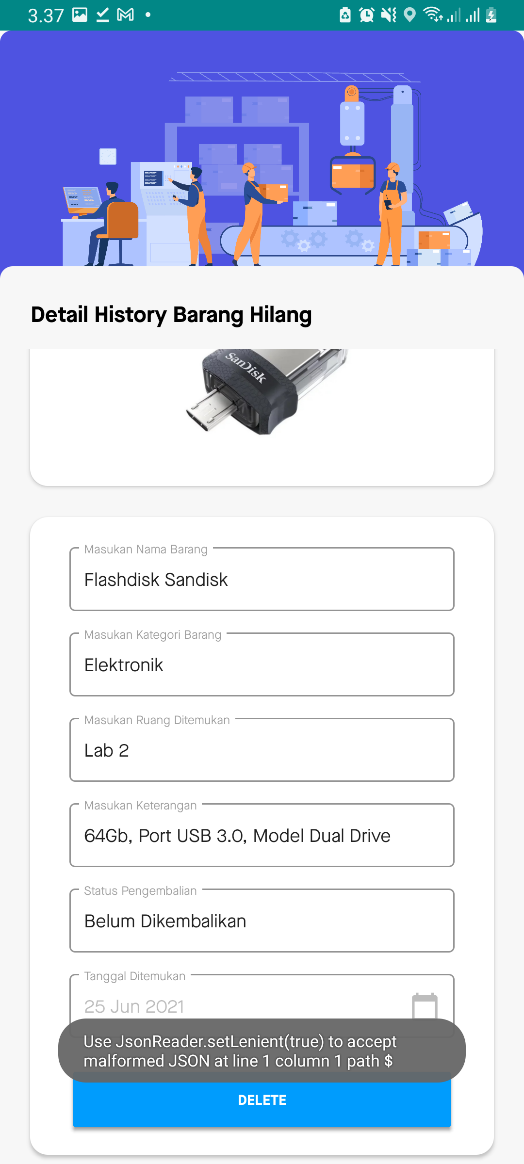 3.37
Detail History Barang Hilang
SanDisk
Masukan Nama Barang
Flashdisk Sandisk
Masukan Kategori Barang
Elektronik
Masukan Ruang Ditemukan
Lab 2
Masukan Keterangan
64Gb, Port USB 3.0, Model Dual Drive
Status Pengembalian
Belum Dikembalikan
Tanggal Ditemukan
25 Jun 2021
Use JsonReader.setLenient(true) to accept
malformed JSON at line 1 column 1 path $
DELETE